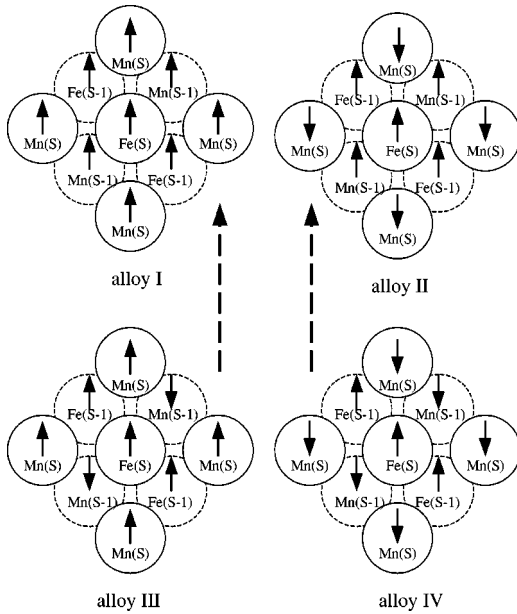 Mn(S)
Fe(S-1) Mn(S-1)
Mn(S) Fe(S) Mn(S)
Mn(S-1) Fe(S-1)
Mn(S)
alloy I
Mn(S)
Fe(S-1) Mn(S-1)
Mn(S) Fe(S) Mn(S)
Mn(S-1) Fe(S-1)
Mn(S)
alloy II
Mn(S)
Fe(S-1) Mn(S-1)
Mn(S) Fe(S) Mn(S)
Mn(S-1) Fe(S-1)
Mn(S)
alloy III
Mn(S)
Fe(S-1) Mn(S-1)
Mn(S) Fe(S) Mn(S)
Mn(S-1) Fe(S-1)
Mn(S)
alloy IV